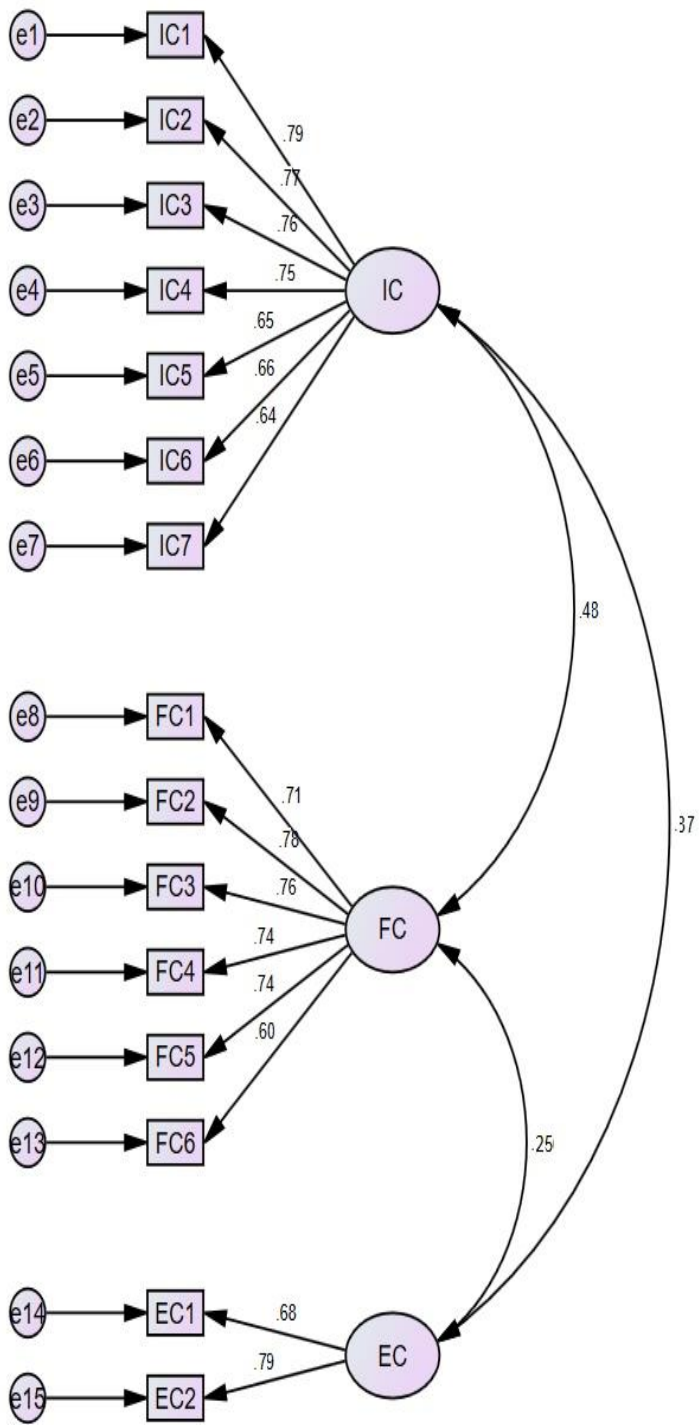 e1 IC1
.79
e2 IC2
.77
e3 IC3
.76
e4 IC4 .75 IC
.65
e5 IC5
.66
.64
e6 IC6
e7 IC7
.48
e8 FC1
.71
e9 FC2
.78
.37
e10 FC3 .76
FC
.74
e11 FC4
.74
.60
e12 FC5
e13 FC6
.25
e14 EC1 .68
EC
.79
e15 EC2